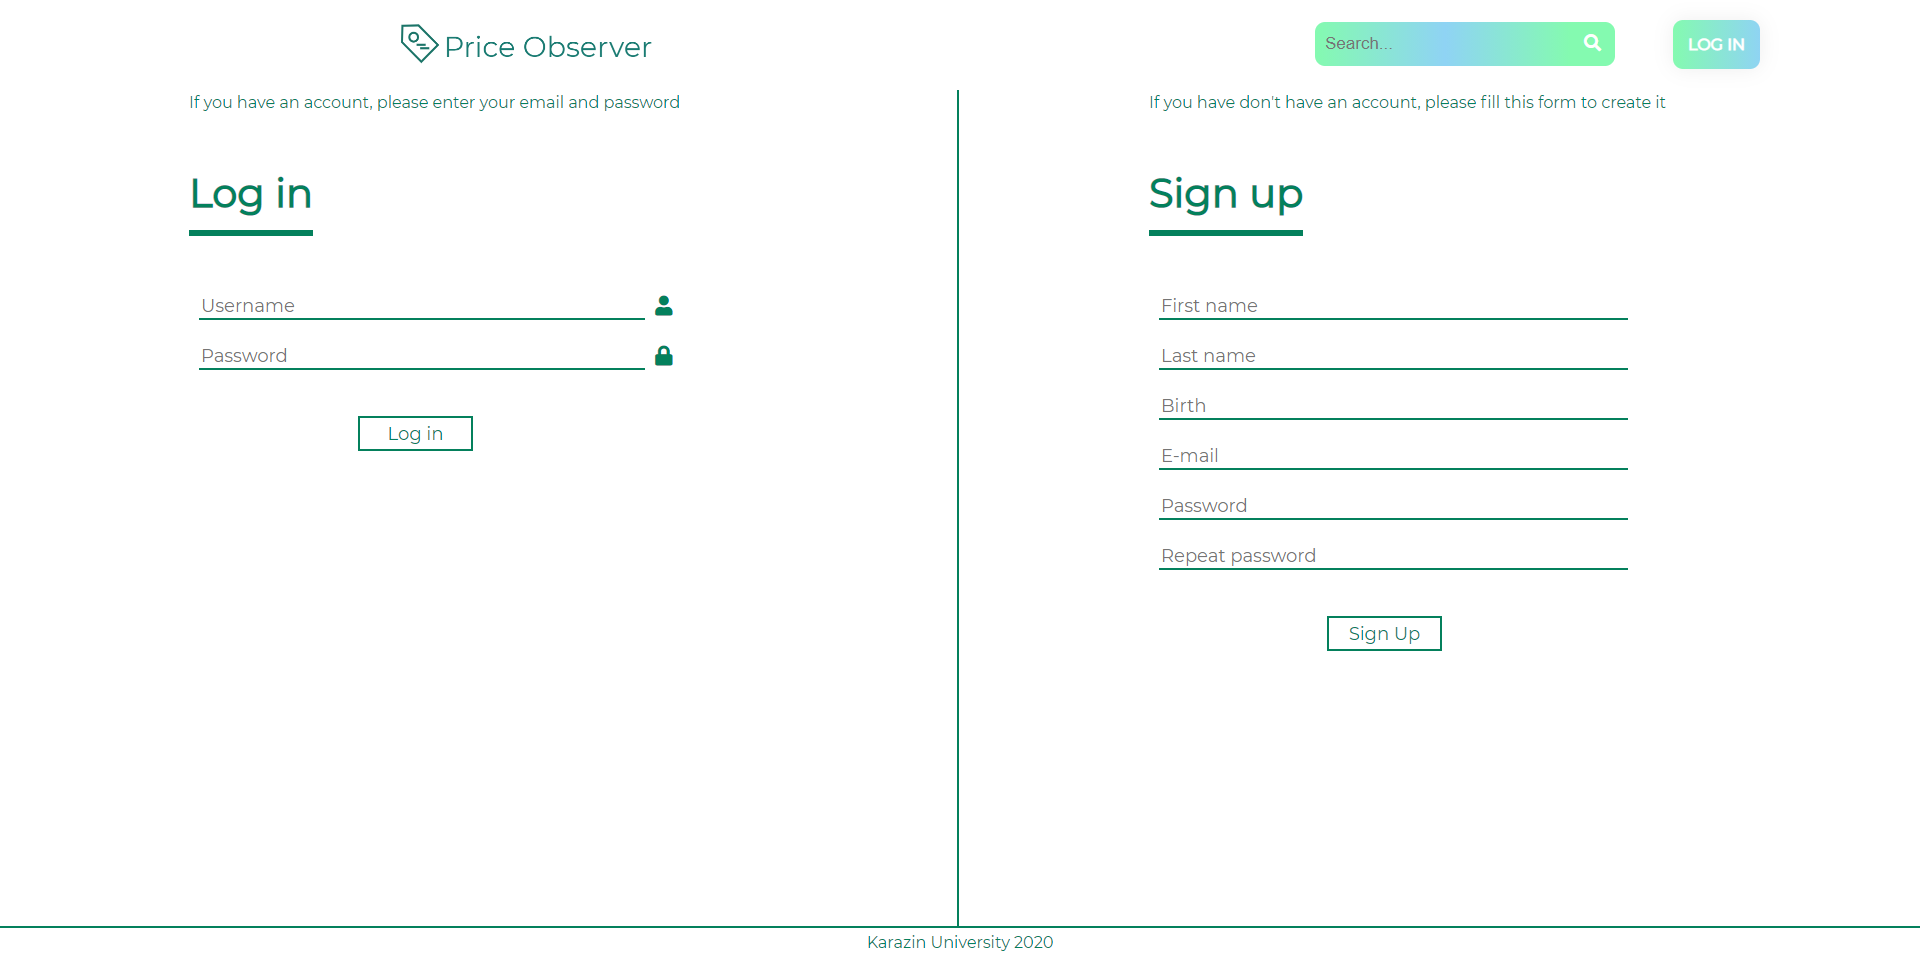 Price Observer
Search...
LOG IN
If you have an account, please enter your email and password
Log in
Username
Password
Log in
If you have don't have an account, please fill this form to create it
Sign up
First name
Last name
Birth
E-mail
Password
Repeat password
Sign Up
Karazin University 2020